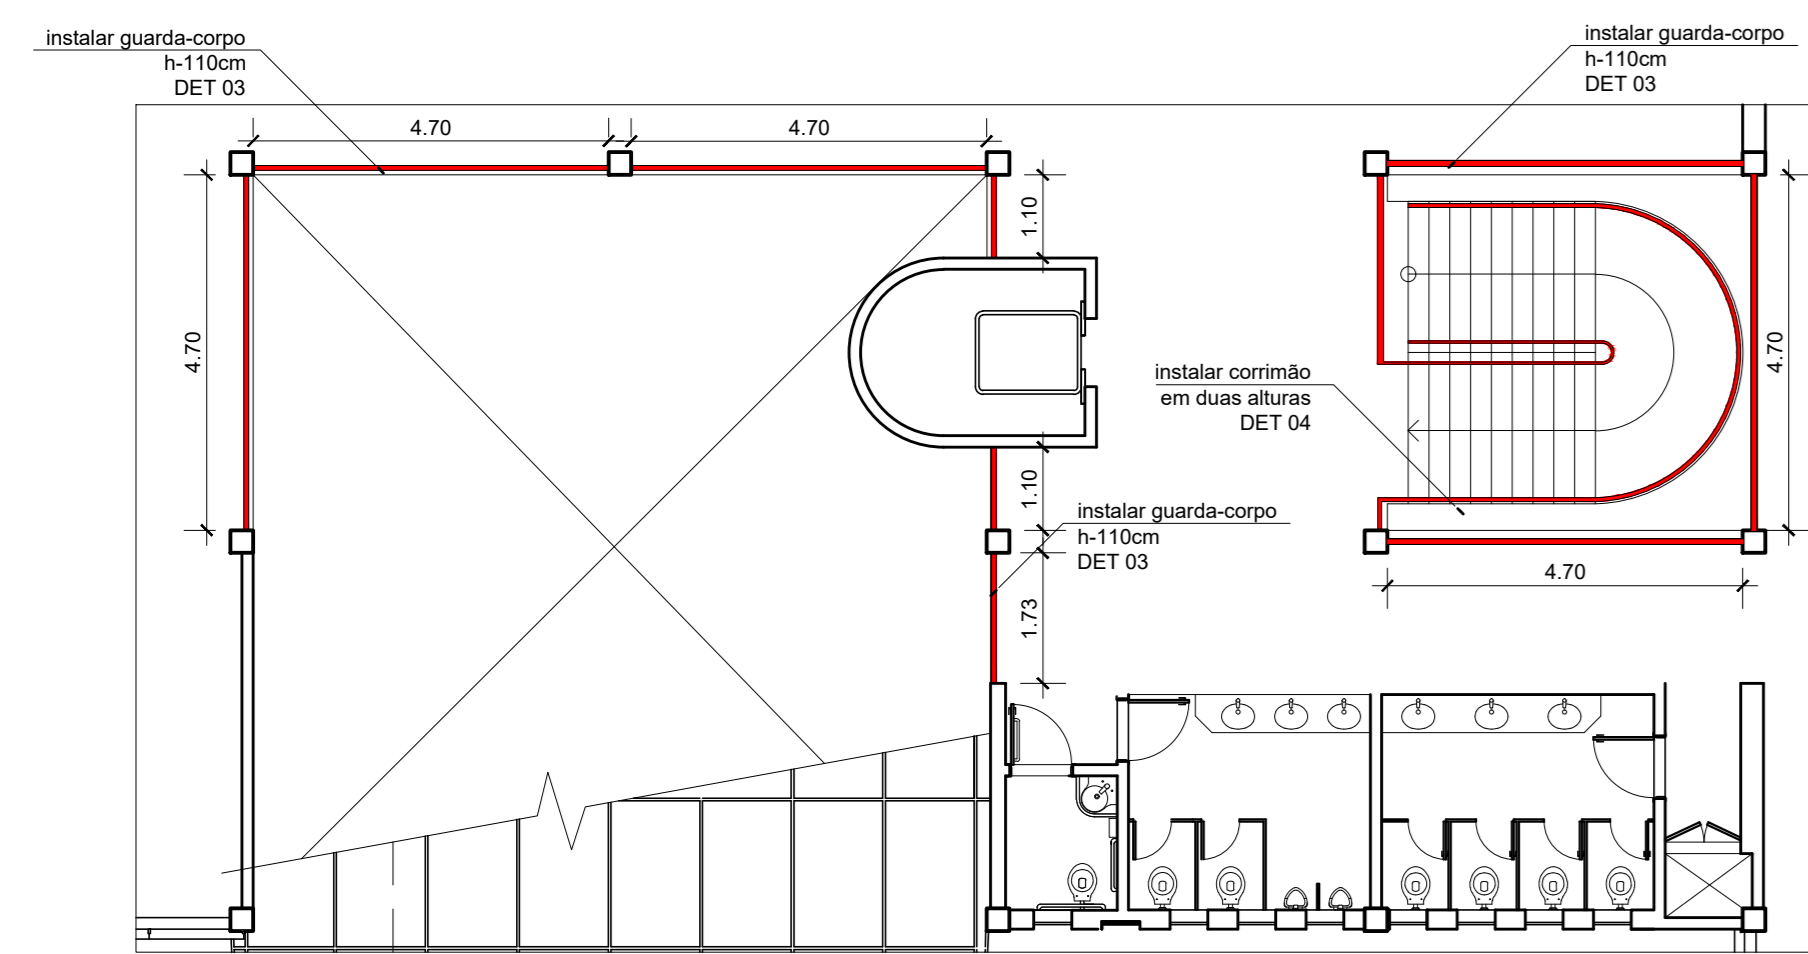 instalar guarda-corpo
h-110cm
DET 03
instalar guarda-corpo
h-110cm
DET 03
4.70
4.70
4.70
1.10
1.10
1.73
instalar guarda-corpo
h-110cm
DET 03
instalar corrimão
em duas alturas
DET 04
4.70
4.70